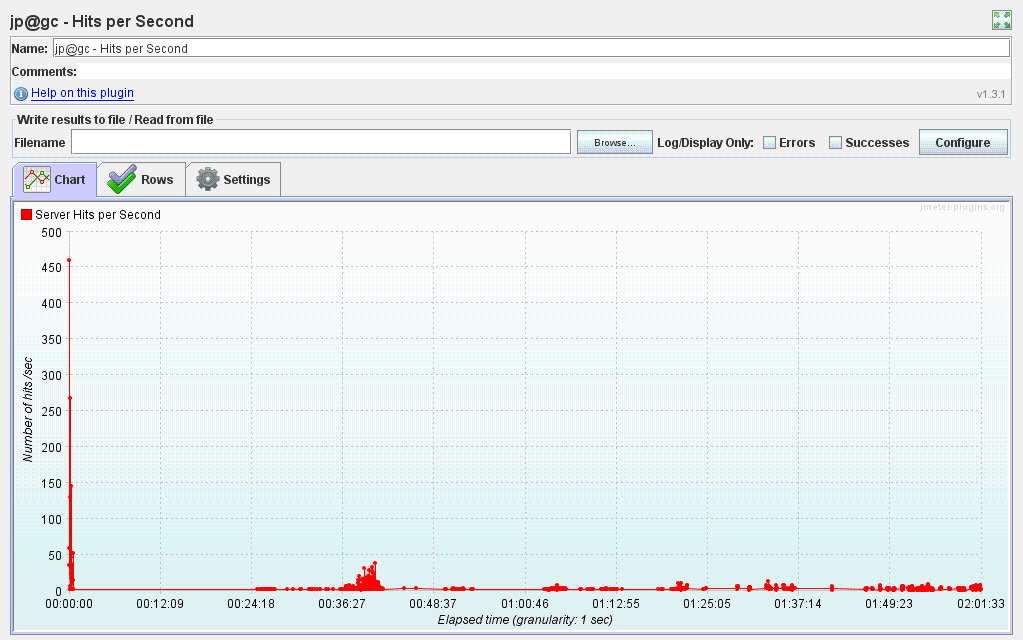 jp@gc - Hits per Second
Name: jp@gc - Hits per Second
Comments:
Help on this plugin
v1.3.1
Write results to file / Read from file
Filename Browse... Log/Display Only: Errors Successes Configure
Chart Rows Settings
jmeter-plugins.org
Server Hits per Second
500
450
400
350
300
250
200
150
100
50
0
Number of hits /sec
00:00:00 00:12:09 00:24:18 00:36:27 00:48:37 01:00:46 01:12:55 01:25:05 01:37:14 01:49:23 02:01:33
Elapsed time (granularity: 1 sec)